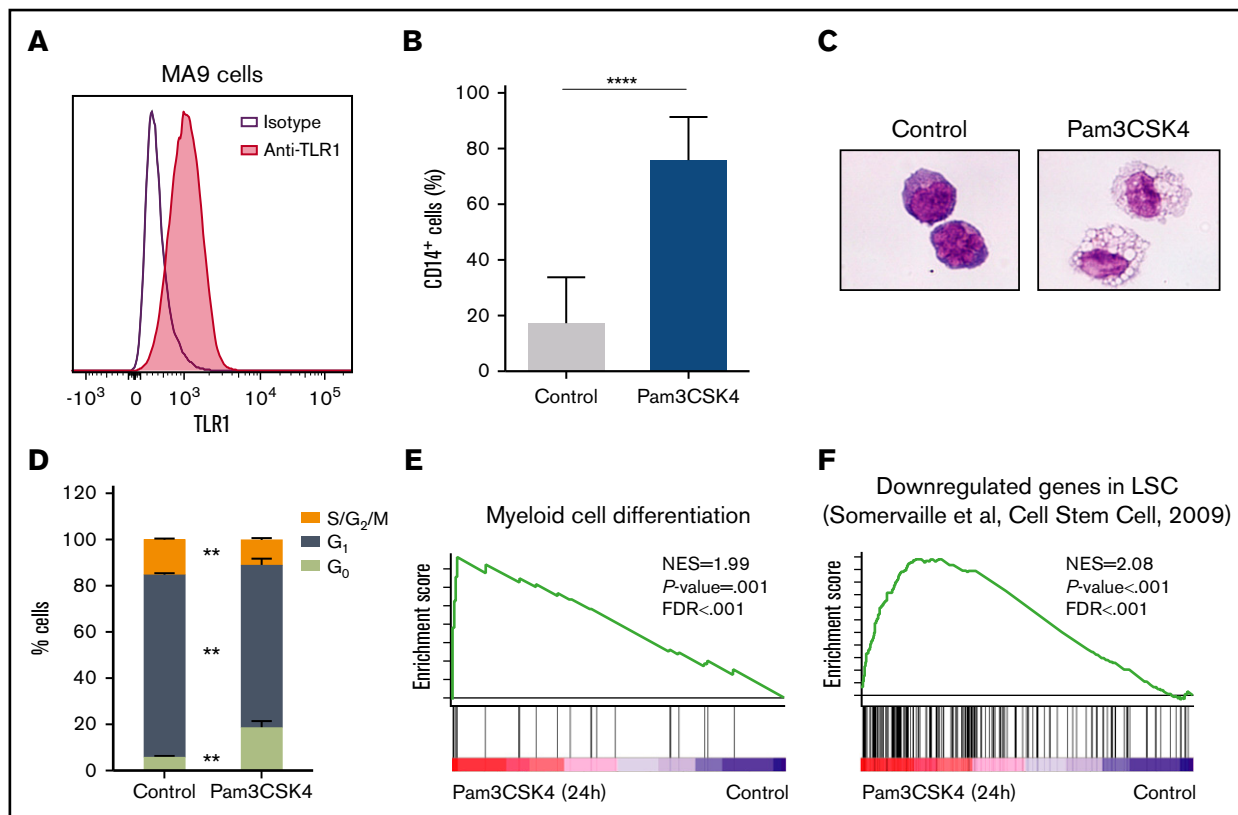 A
MA9 cells
Isotype
Anti-TLR1
-10³ 0 10³ 10⁴ 10⁵
TLR1
B
****
100
80
60
40
20
0
CD14⁺ cells (%)
Control Pam3CSK4
C
Control Pam3CSK4
D
120
100
80
60
40
20
0
% cells
**
**
**
S/G₂/M
G₁
G₀
Control Pam3CSK4
E
Myeloid cell differentiation
Enrichment score
NES=1.99
P-value=.001
FDR<.001
Pam3CSK4 (24h) Control
F
Downregulated genes in LSC
(Somervaille et al, Cell Stem Cell, 2009)
Enrichment score
NES=2.08
P-value<.001
FDR<.001
Pam3CSK4 (24h) Control